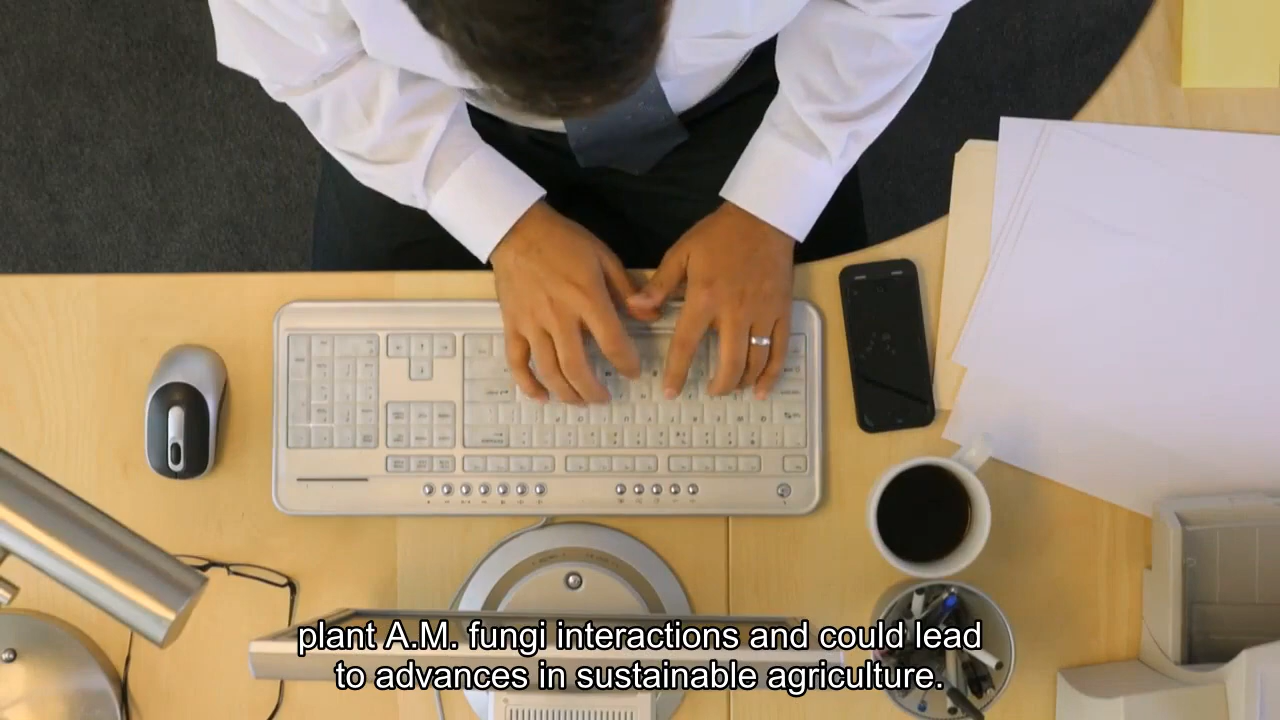 plant A.M. fungi interactions and could lead
to advances in sustainable agriculture.